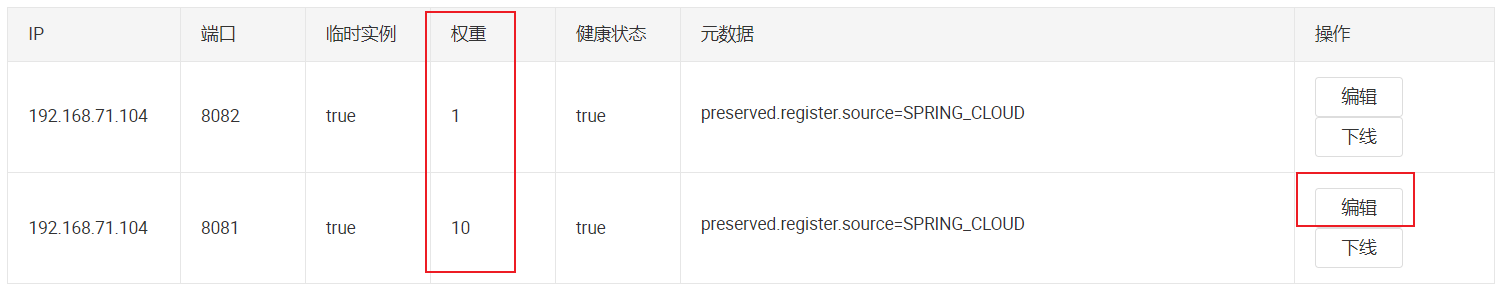 IP 端口 临时实例 权重 健康状态 元数据 操作
192.168.71.104 8082 true 1 true preserved.register.source=SPRING_CLOUD 编辑
下线
192.168.71.104 8081 true 10 true preserved.register.source=SPRING_CLOUD 编辑
下线